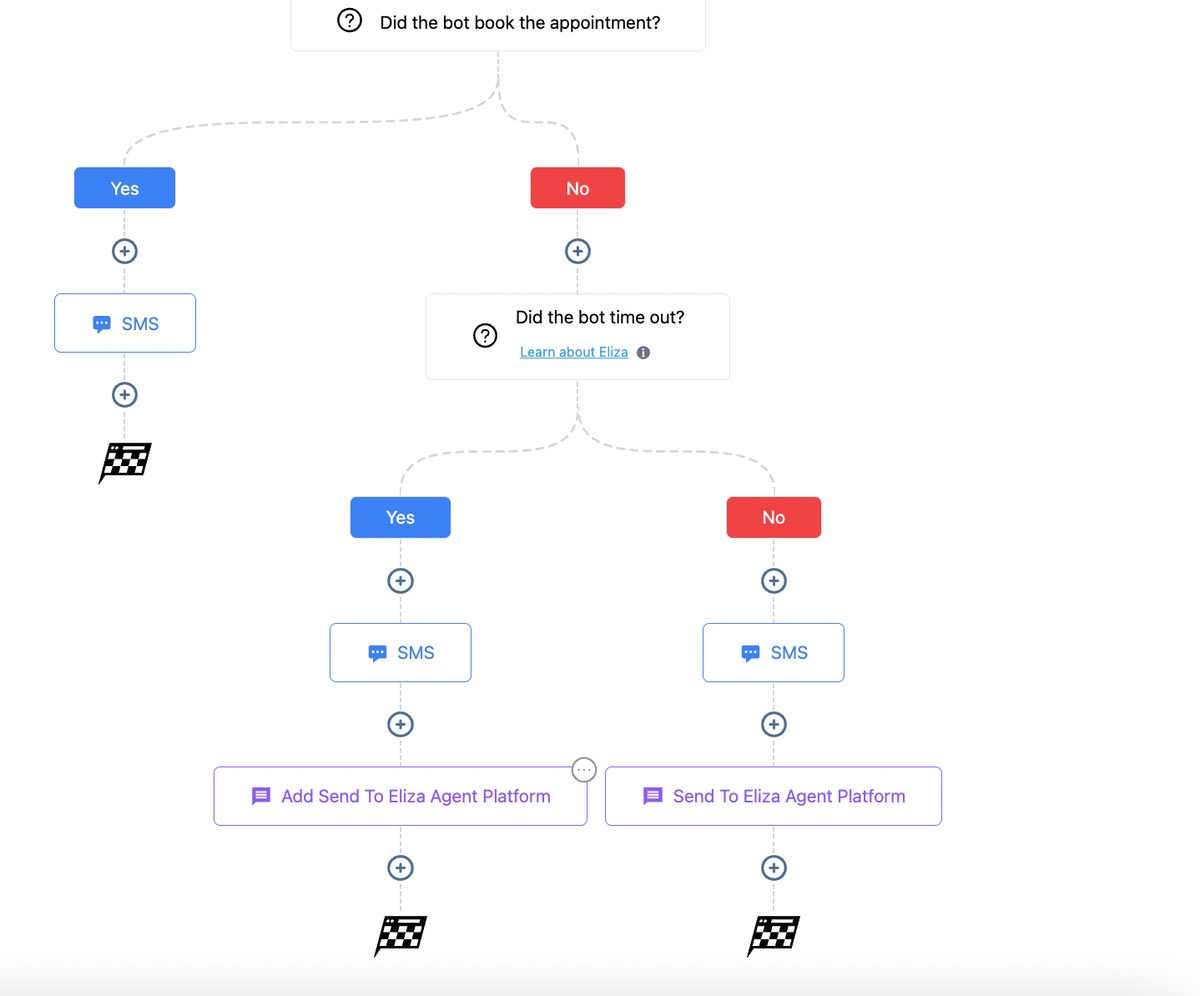 Did the bot book the appointment?
Yes
No
SMS
Did the bot time out?
Learn about Eliza
Yes
No
SMS
SMS
Add Send To Eliza Agent Platform
Send To Eliza Agent Platform